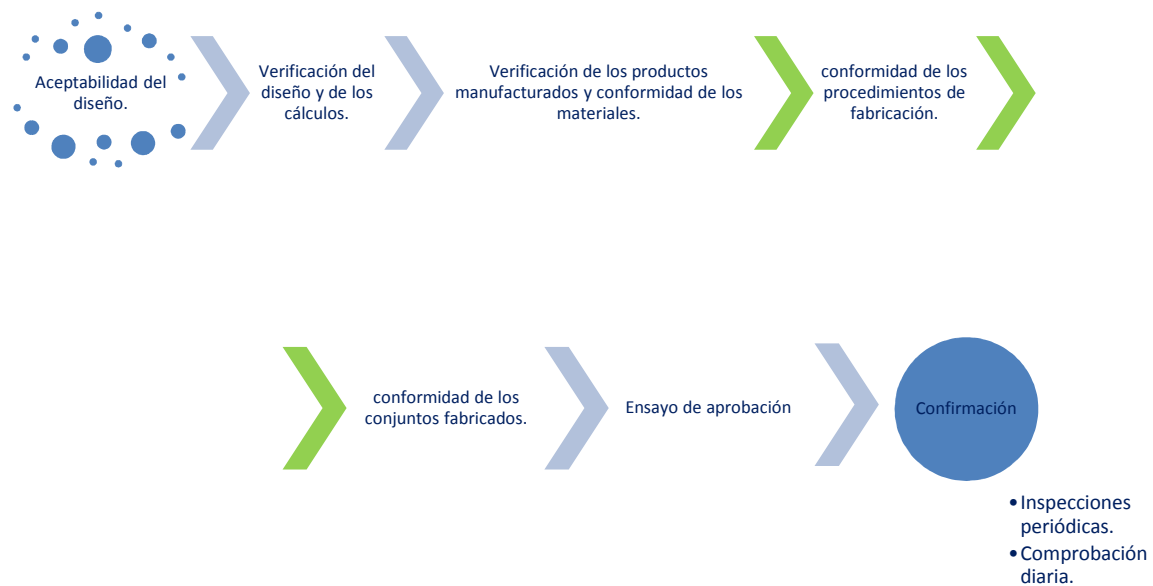 Aceptabilidad del
diseño.
Verificación del
diseño y de los
cálculos.
Verificación de los productos
manufacturados y conformidad de los
materiales.
conformidad de los
procedimientos de
fabricación.
conformidad de los
conjuntos fabricados.
Ensayo de aprobación
Confirmación
•Inspecciones
periódicas.
•Comprobación
diaria.